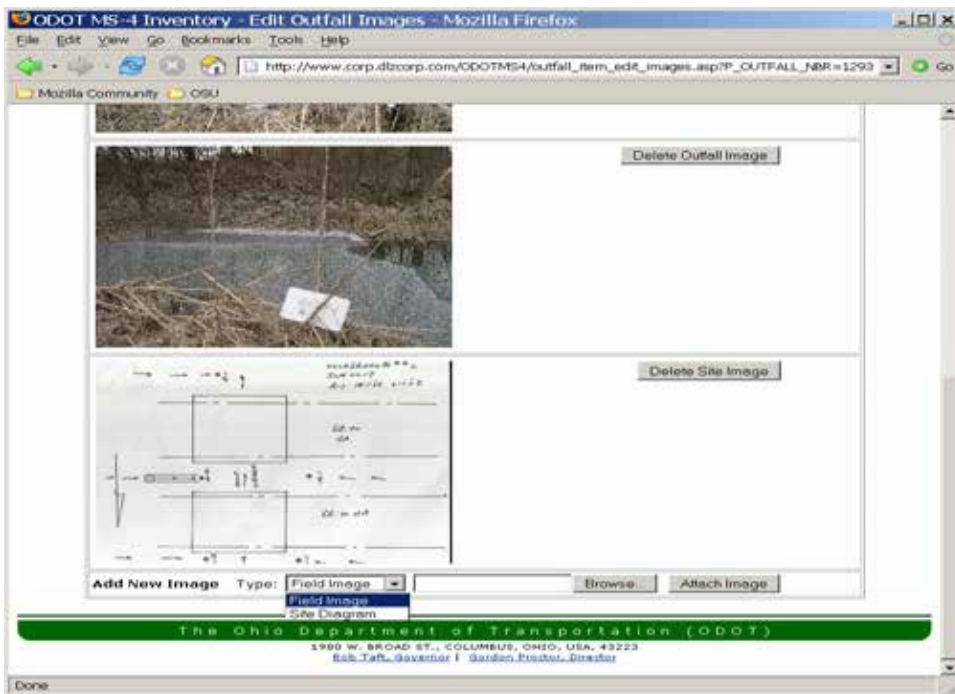 ODOT MS-4 Inventory - Edit Outfall Images - Mozilla Firefox
File Edit View Go Bookmarks Tools Help
http://www.corp.dlzcorp.com/ODOTMS4/outfall_item_edit_images.asp?P_OUTFALL_NBR=1293 Go
Mozilla Community OSU
Delete Outfall Image
Delete Site Image
Add New Image Type: Field Image Browse... Attach Image
Field Image
Site Diagram
The Ohio Department of Transportation (ODOT)
1980 W. BROAD ST., COLUMBUS, OHIO, USA, 43223
Bob Taft, Governor | Gordon Proctor, Director
Done